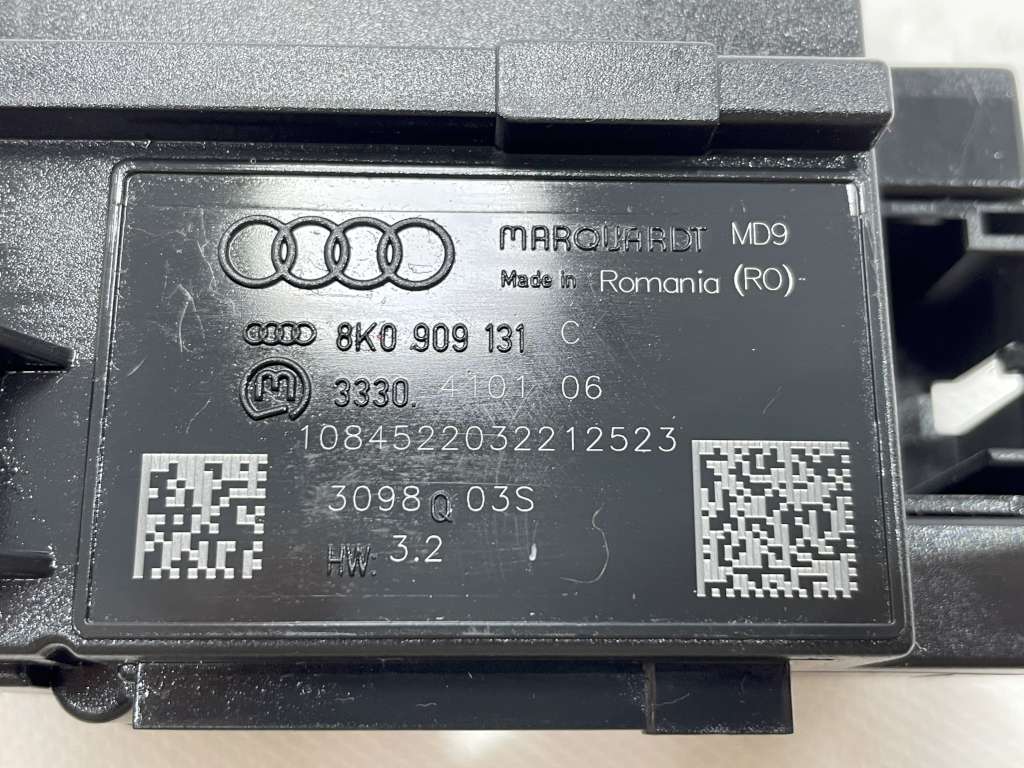 MARQUARDT MD9
Made in Romania (RO)-
8K0 909 131 C
M 3330. 4101 06
1084522032212523
3098 Q 03S
HW: 3.2